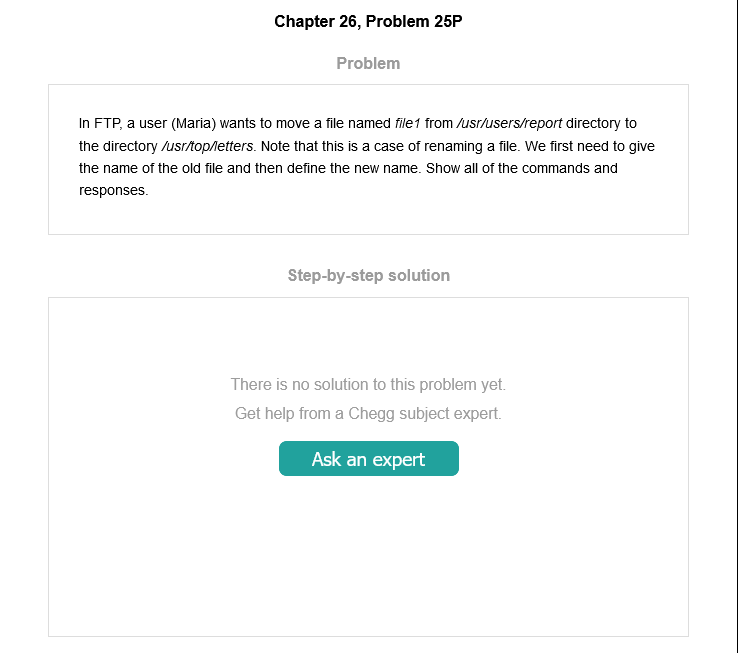 Chapter 26, Problem 25P
Problem
In FTP, a user (Maria) wants to move a file named file1 from /usr/users/report directory to
the directory /usr/top/letters. Note that this is a case of renaming a file. We first need to give
the name of the old file and then define the new name. Show all of the commands and
responses.
Step-by-step solution
There is no solution to this problem yet.
Get help from a Chegg subject expert.
Ask an expert